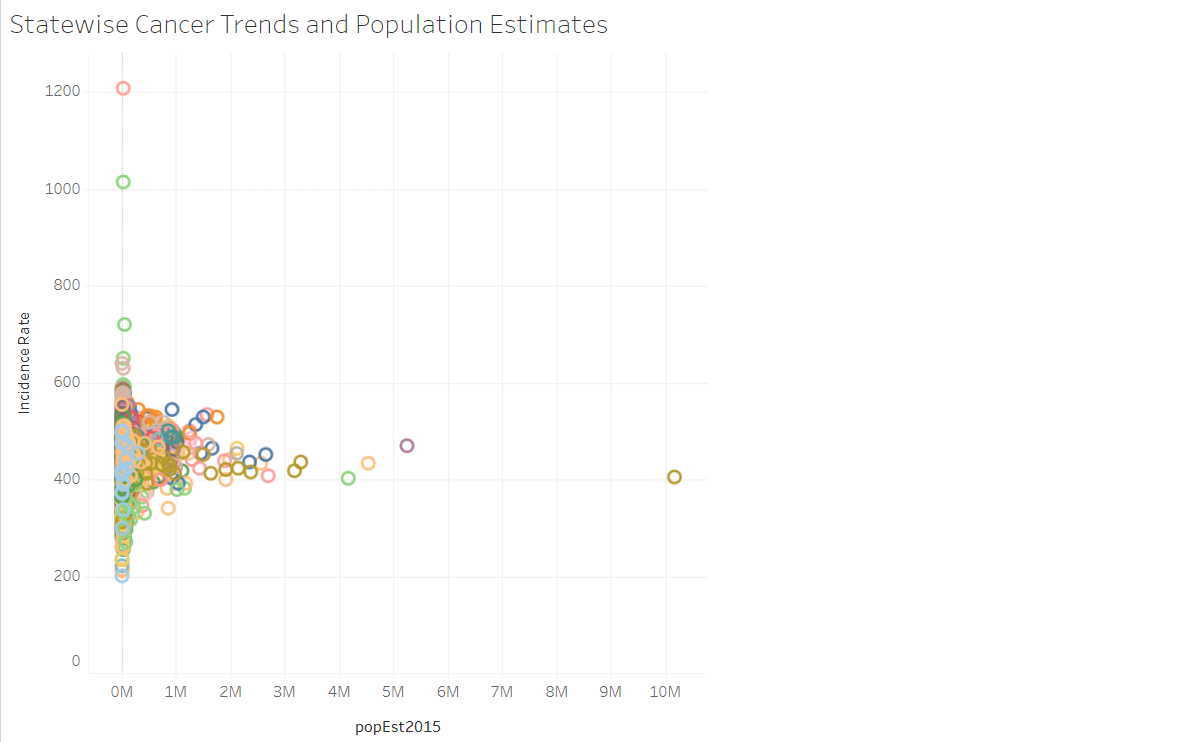 Statewise Cancer Trends and Population Estimates
1200
1000
800
600
400
200
0
Incidence Rate
0M 1M 2M 3M 4M 5M 6M 7M 8M 9M 10M
popEst2015